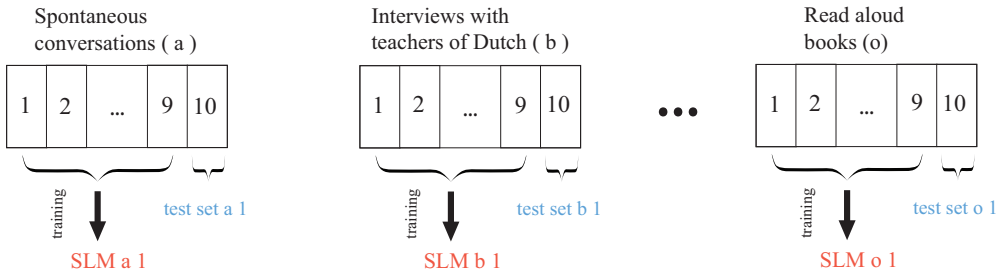 Spontaneous
conversations ( a )
1 2 ... 9 10
training
test set a 1
SLM a 1
Interviews with
teachers of Dutch ( b )
1 2 ... 9 10
training
test set b 1
SLM b 1
...
Read aloud
books (o)
1 2 ... 9 10
training
test set o 1
SLM o 1